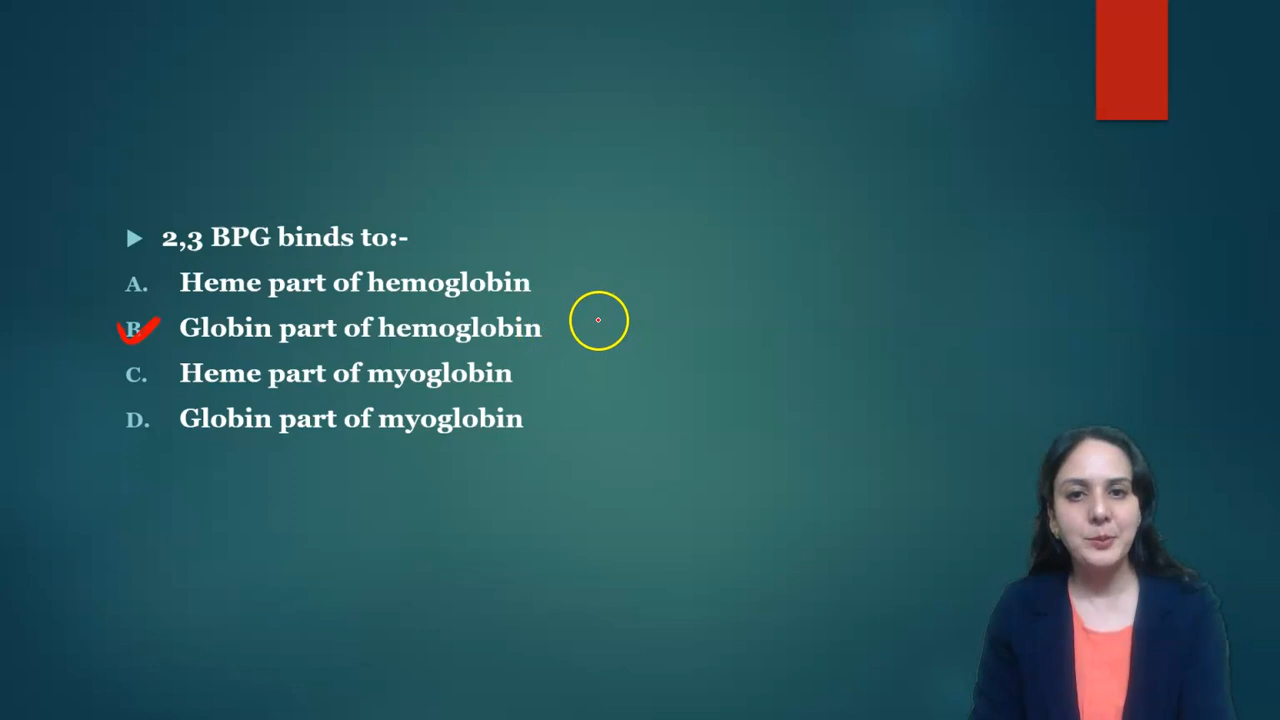 2,3 BPG binds to:-
A. Heme part of hemoglobin
B. Globin part of hemoglobin
C. Heme part of myoglobin
D. Globin part of myoglobin